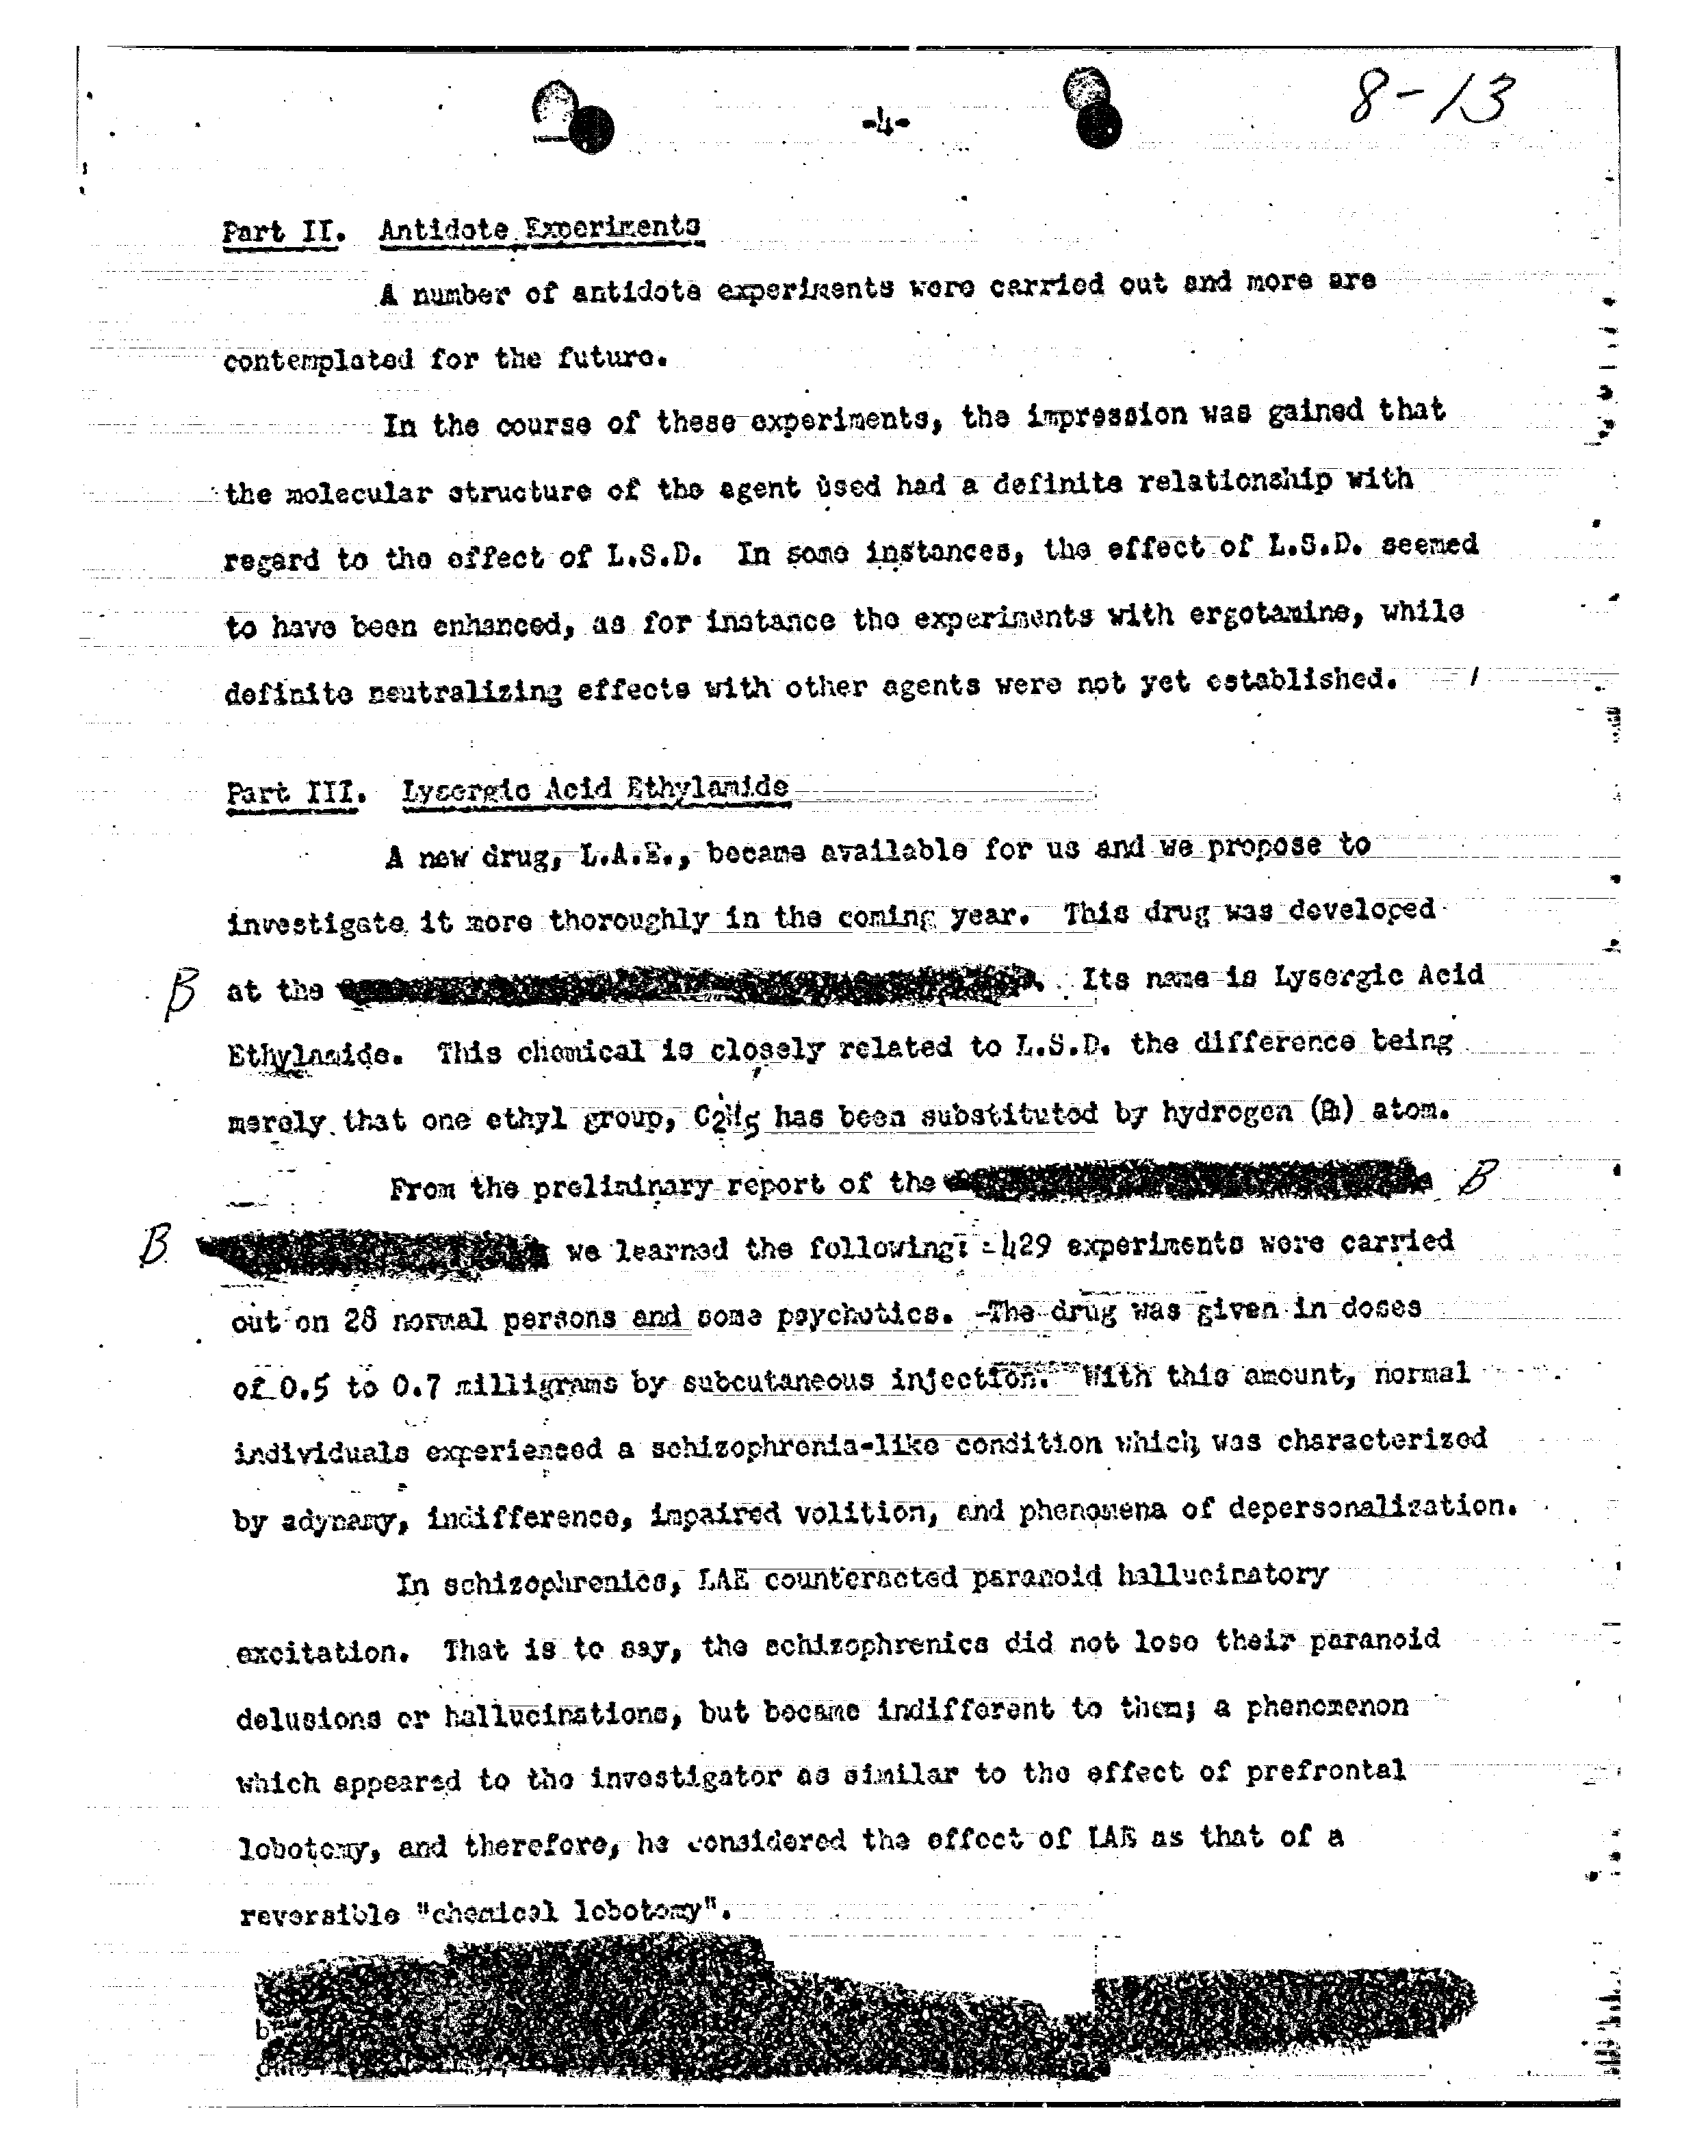 8-13
-4-
Part II. Antidote Experiments
A number of antidote experiments were carried out and more are
contemplated for the future.
In the course of these experiments, the impression was gained that
the molecular structure of the agent used had a definite relationship with
regard to the effect of L.S.D. In some instances, the effect of L.S.D. seemed
to have been enhanced, as for instance the experiments with ergotamine, while
definite neutralizing effects with other agents were not yet established.
Part III. Lysergic Acid Ethylamide
A new drug, L.A.E., became available for us and we propose to
investigate it more thoroughly in the coming year. This drug was developed
B at the . Its name is Lysergic Acid
Ethylamide. This chemical is closely related to L.S.D. the difference being
merely that one ethyl group, C2H5 has been substituted by hydrogen atom.
From the preliminary report of the B
B we learned the following: 429 experiments were carried
out on 28 normal persons and some psychotics. The drug was given in doses
of 0.5 to 0.7 milligrams by subcutaneous injection. With this amount, normal
individuals experienced a schizophrenia-like condition which was characterized
by adynamy, indifference, impaired volition, and phenomena of depersonalization.
In schizophrenics, LAE counteracted paranoid hallucinatory
excitation. That is to say, the schizophrenics did not lose their paranoid
delusions or hallucinations, but became indifferent to them; a phenomenon
which appeared to the investigator as similar to the effect of prefrontal
lobotomy, and therefore, he considered the effect of LAE as that of a
reversible "chemical lobotomy".